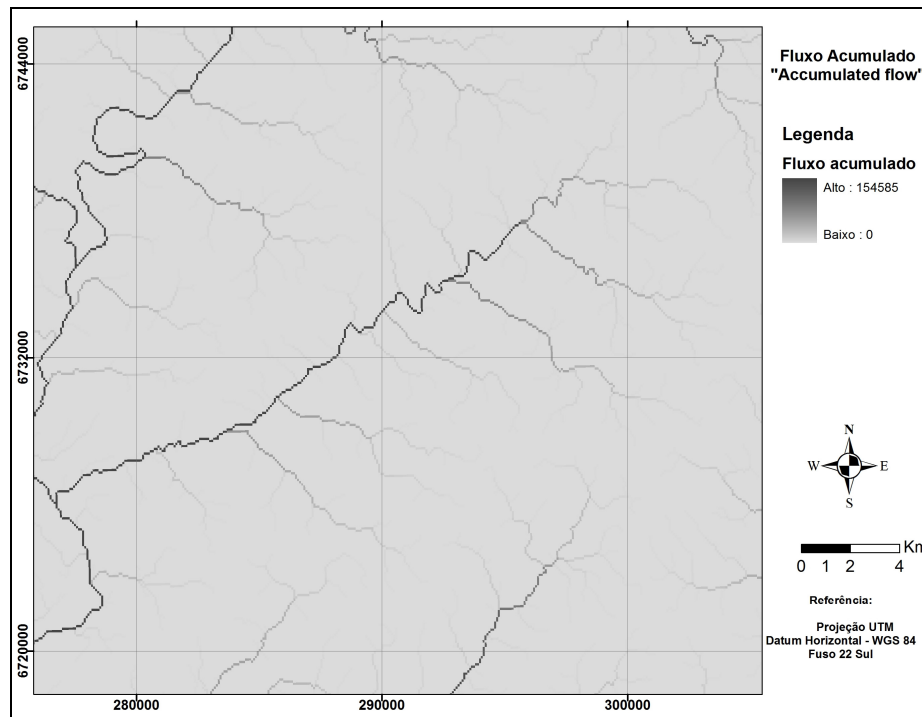 Fluxo Acumulado
"Accumulated flow"
Legenda
Fluxo acumulado
Alto : 154585
Baixo : 0
6744000
6732000
6720000
280000
290000
300000
N
W
E
S
Km
0 1 2 4
Referência:
Projeção UTM
Datum Horizontal - WGS 84
Fuso 22 Sul